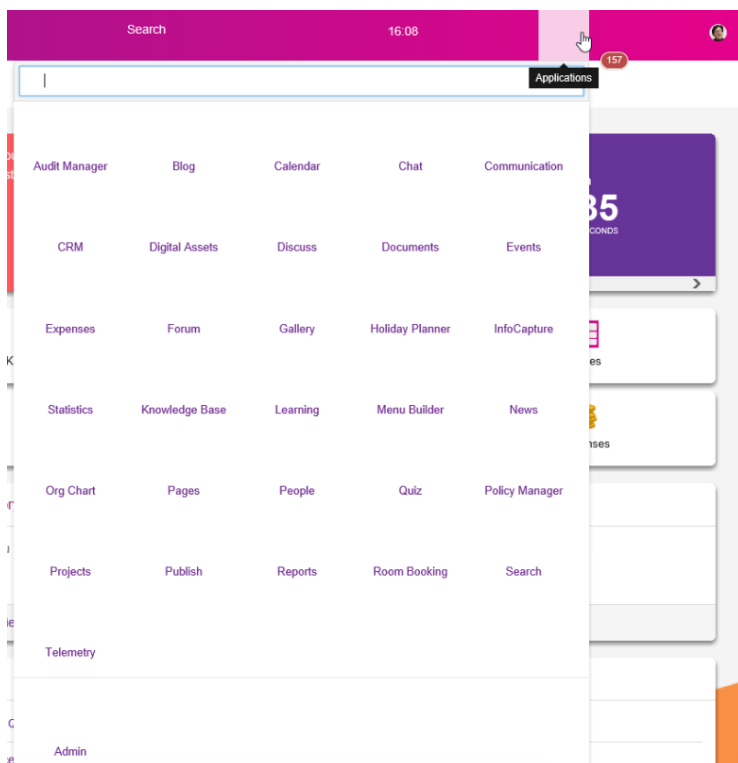 Search 16:08
157
Applications
Audit Manager Blog Calendar Chat Communication
35
CONDS
CRM Digital Assets Discuss Documents Events
Expenses Forum Gallery Holiday Planner InfoCapture
K es
Statistics Knowledge Base Learning Menu Builder News
nses
Org Chart Pages People Quiz Policy Manager
Projects Publish Reports Room Booking Search
Telemetry
Admin